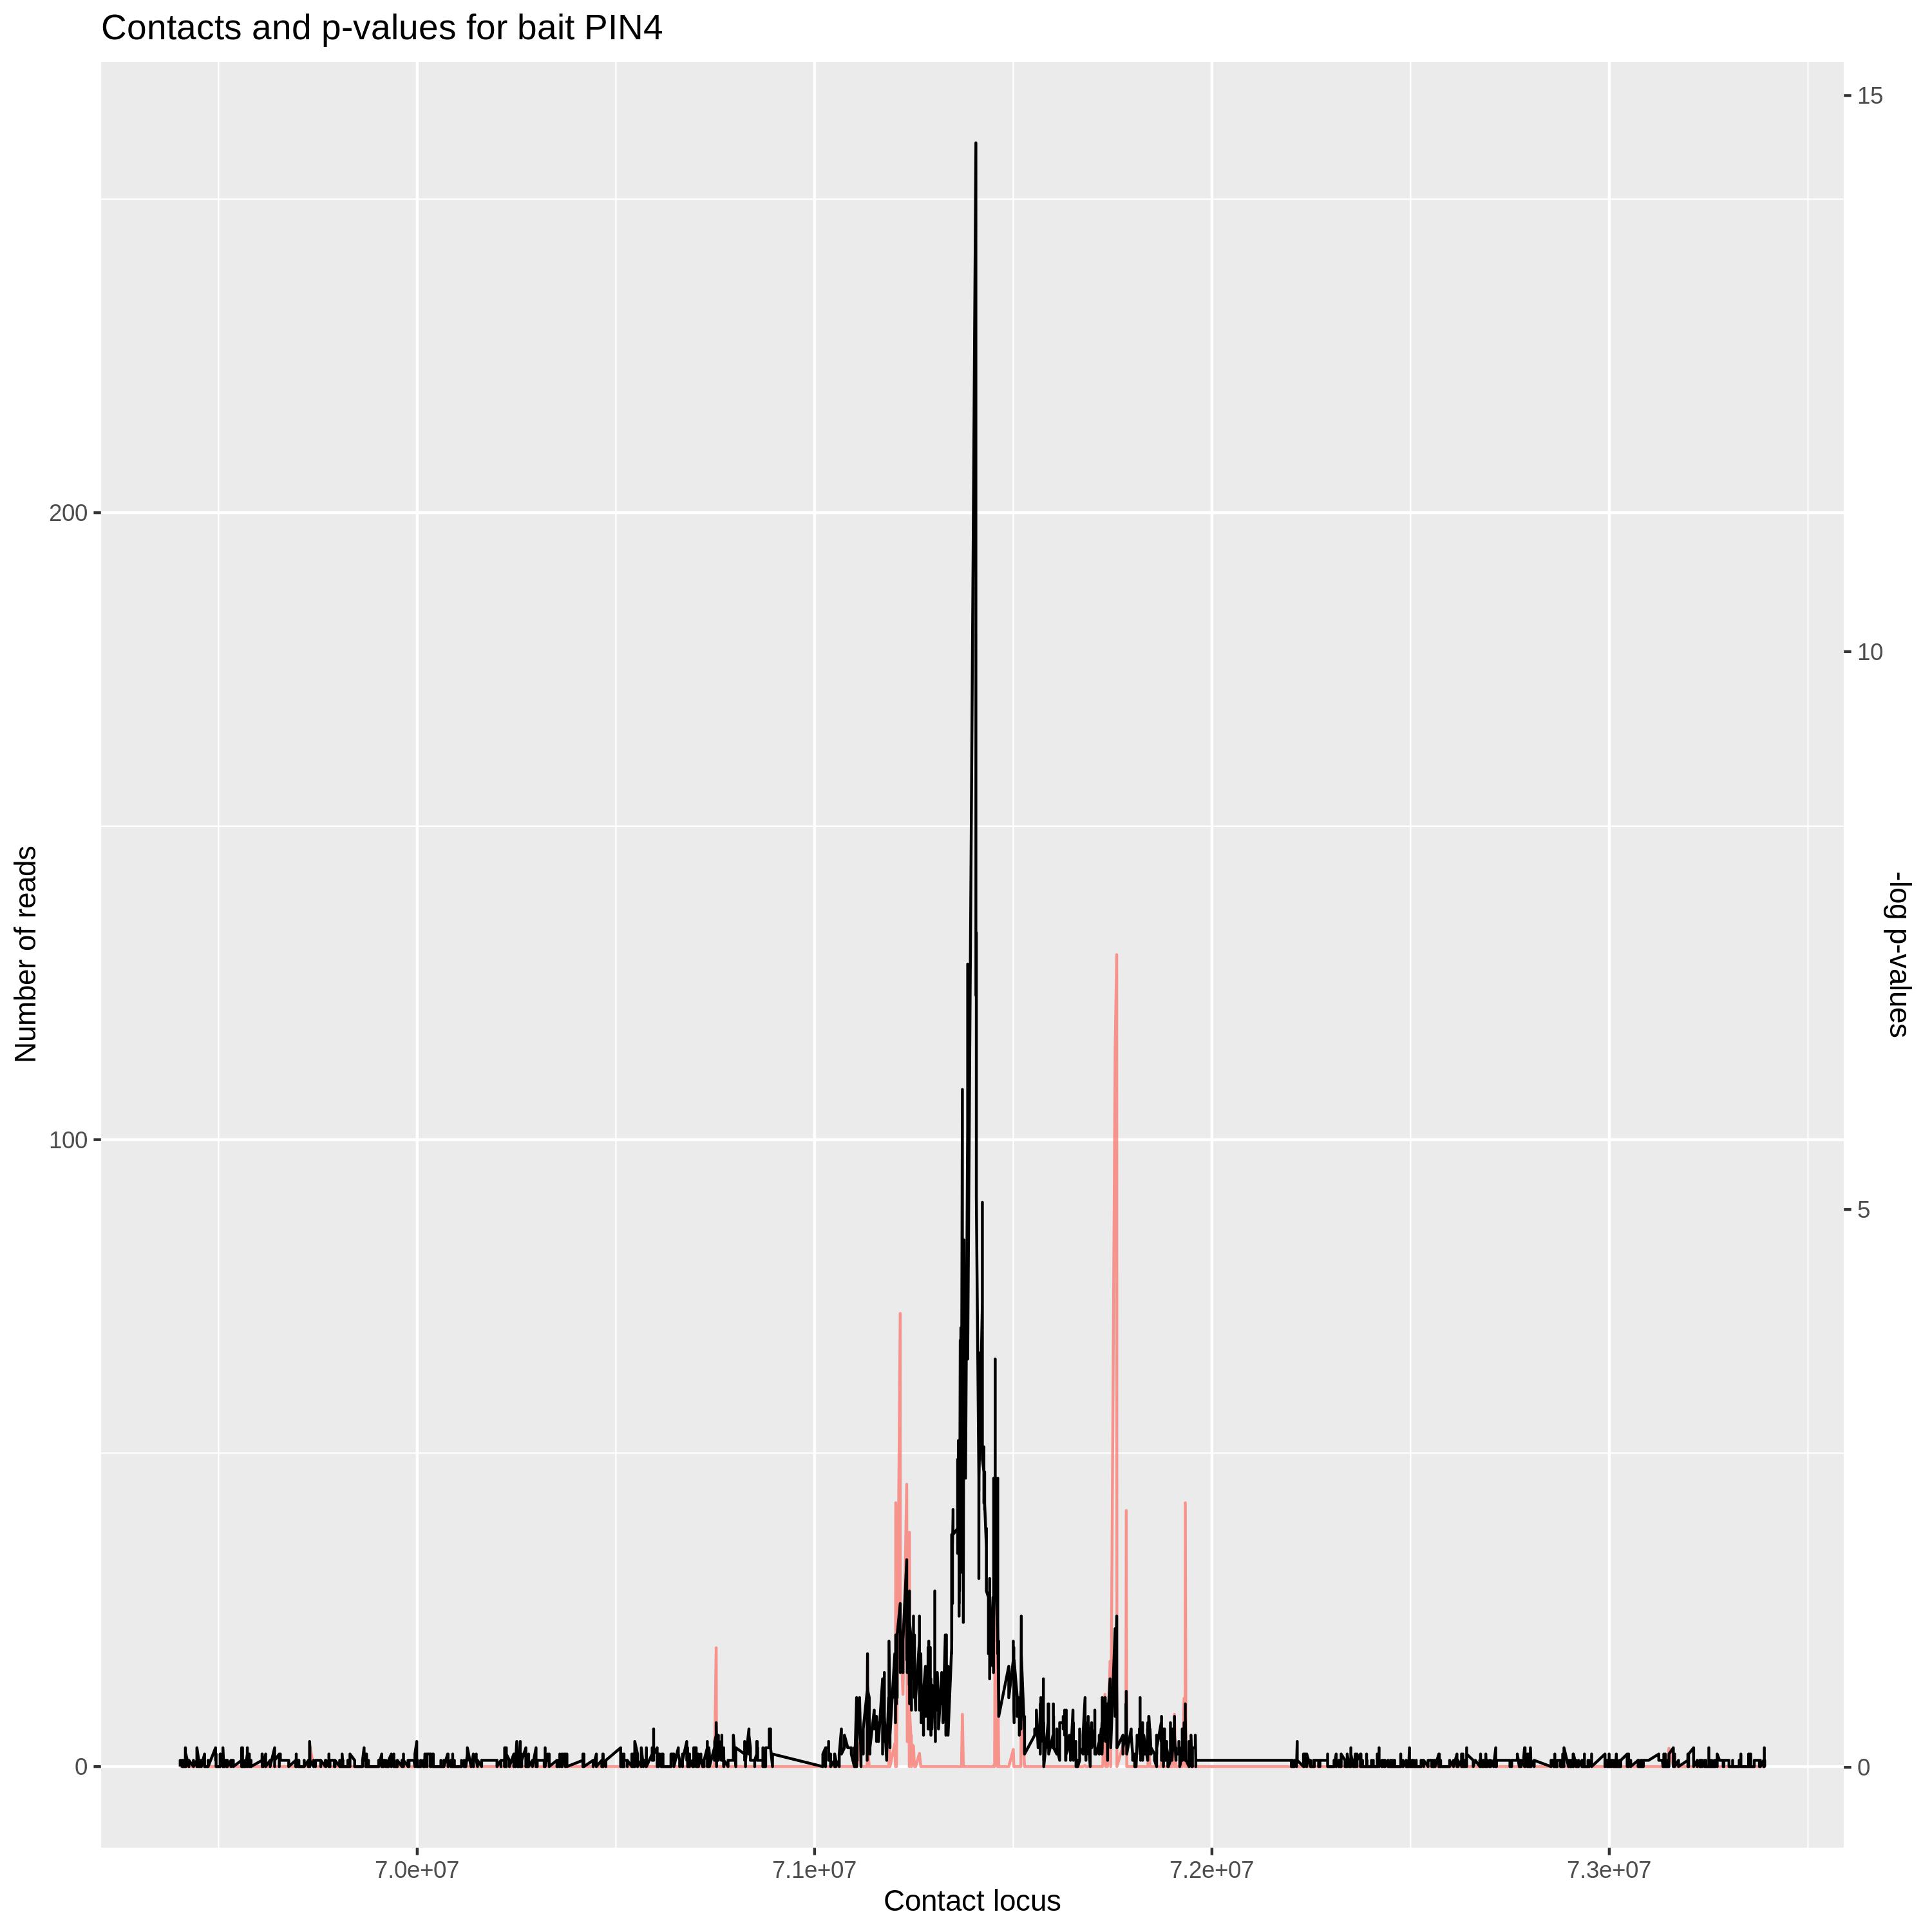 Contacts and p-values for bait PIN4
15
200
10
Number of reads
-log p-values
100
5
0
0
7.0e+07
7.1e+07
7.2e+07
7.3e+07
Contact locus